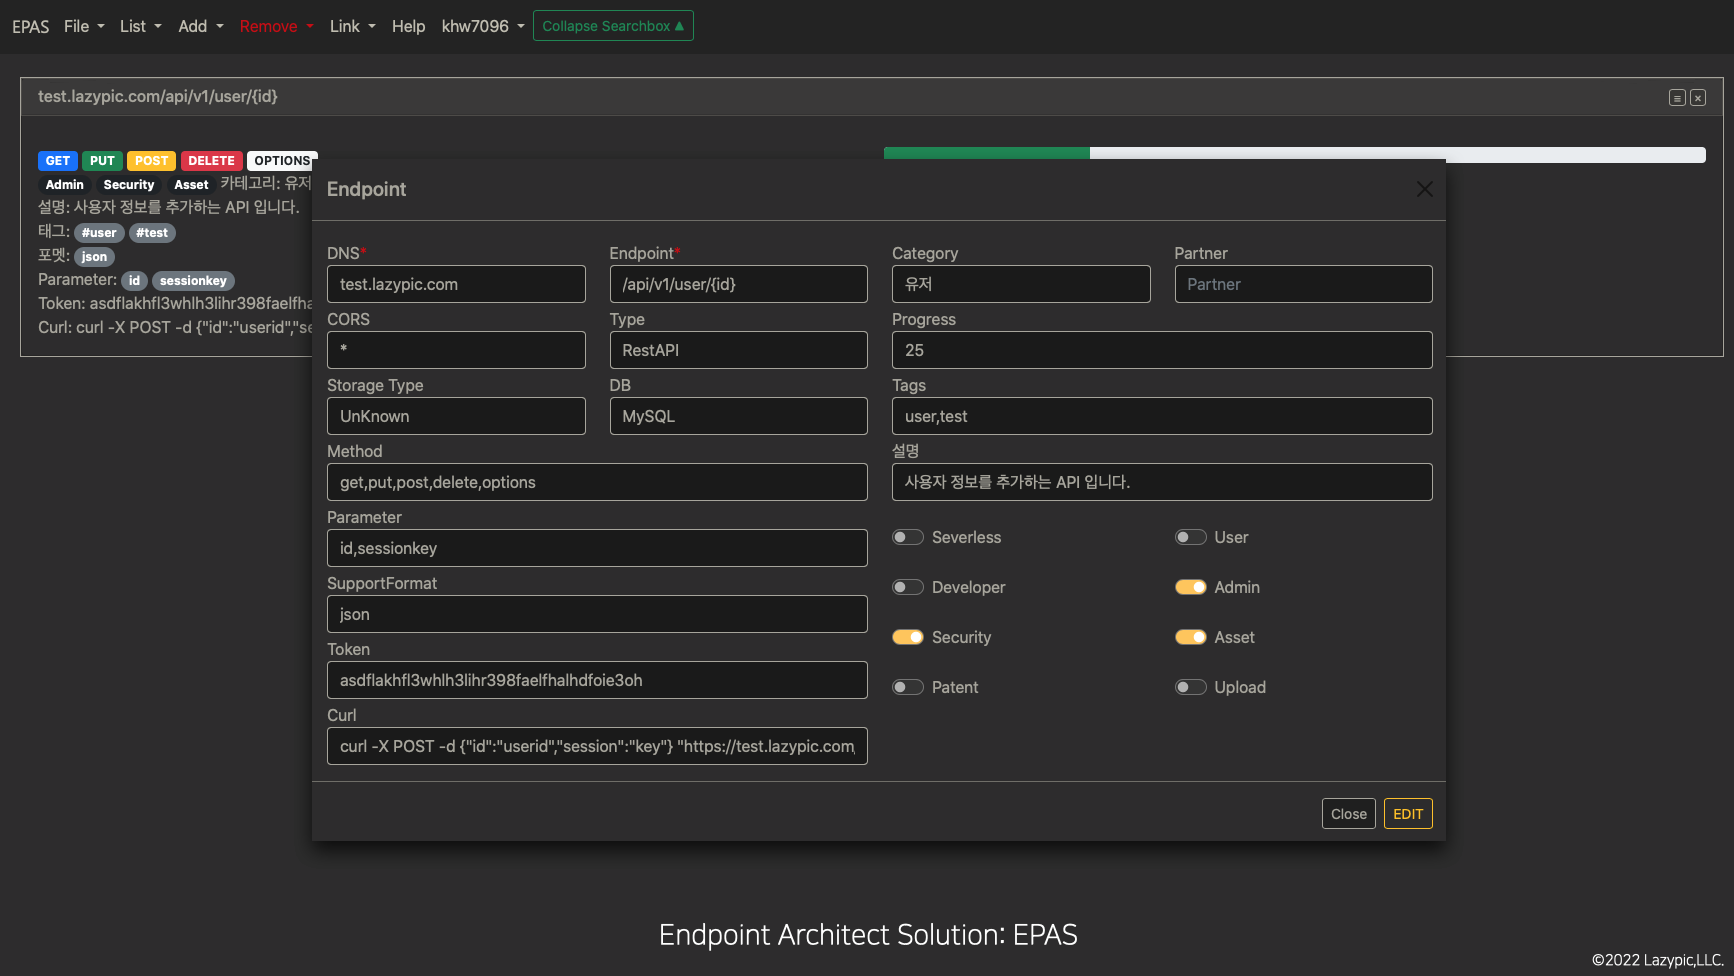 EPAS File List Add Remove Link Help khw7096 Collapse Searchbox ▲
test.lazypic.com/api/v1/user/{id}
GET PUT POST DELETE OPTIONS
Admin Security Asset 카테고리: 유저
설명: 사용자 정보를 추가하는 API 입니다.
태그: #user #test
포멧: json
Parameter: id sessionkey
Token: asdflakhfl3whlh3lihr398faelfha
Curl: curl -X POST -d {"id":"userid","se
Endpoint
DNS* Endpoint* Category Partner
test.lazypic.com /api/v1/user/{id} 유저 Partner
CORS Type Progress
* RestAPI 25
Storage Type DB Tags
UnKnown MySQL user,test
Method 설명
get,put,post,delete,options 사용자 정보를 추가하는 API 입니다.
Parameter
id,sessionkey
SupportFormat
json
Token
asdflakhfl3whlh3lihr398faelfhalhdfoie3oh
Curl
curl -X POST -d {"id":"userid","session":"key"} "https://test.lazypic.com/
Severless User
Developer Admin
Security Asset
Patent Upload
Close EDIT
Endpoint Architect Solution: EPAS
©2022 Lazypic,LLC.